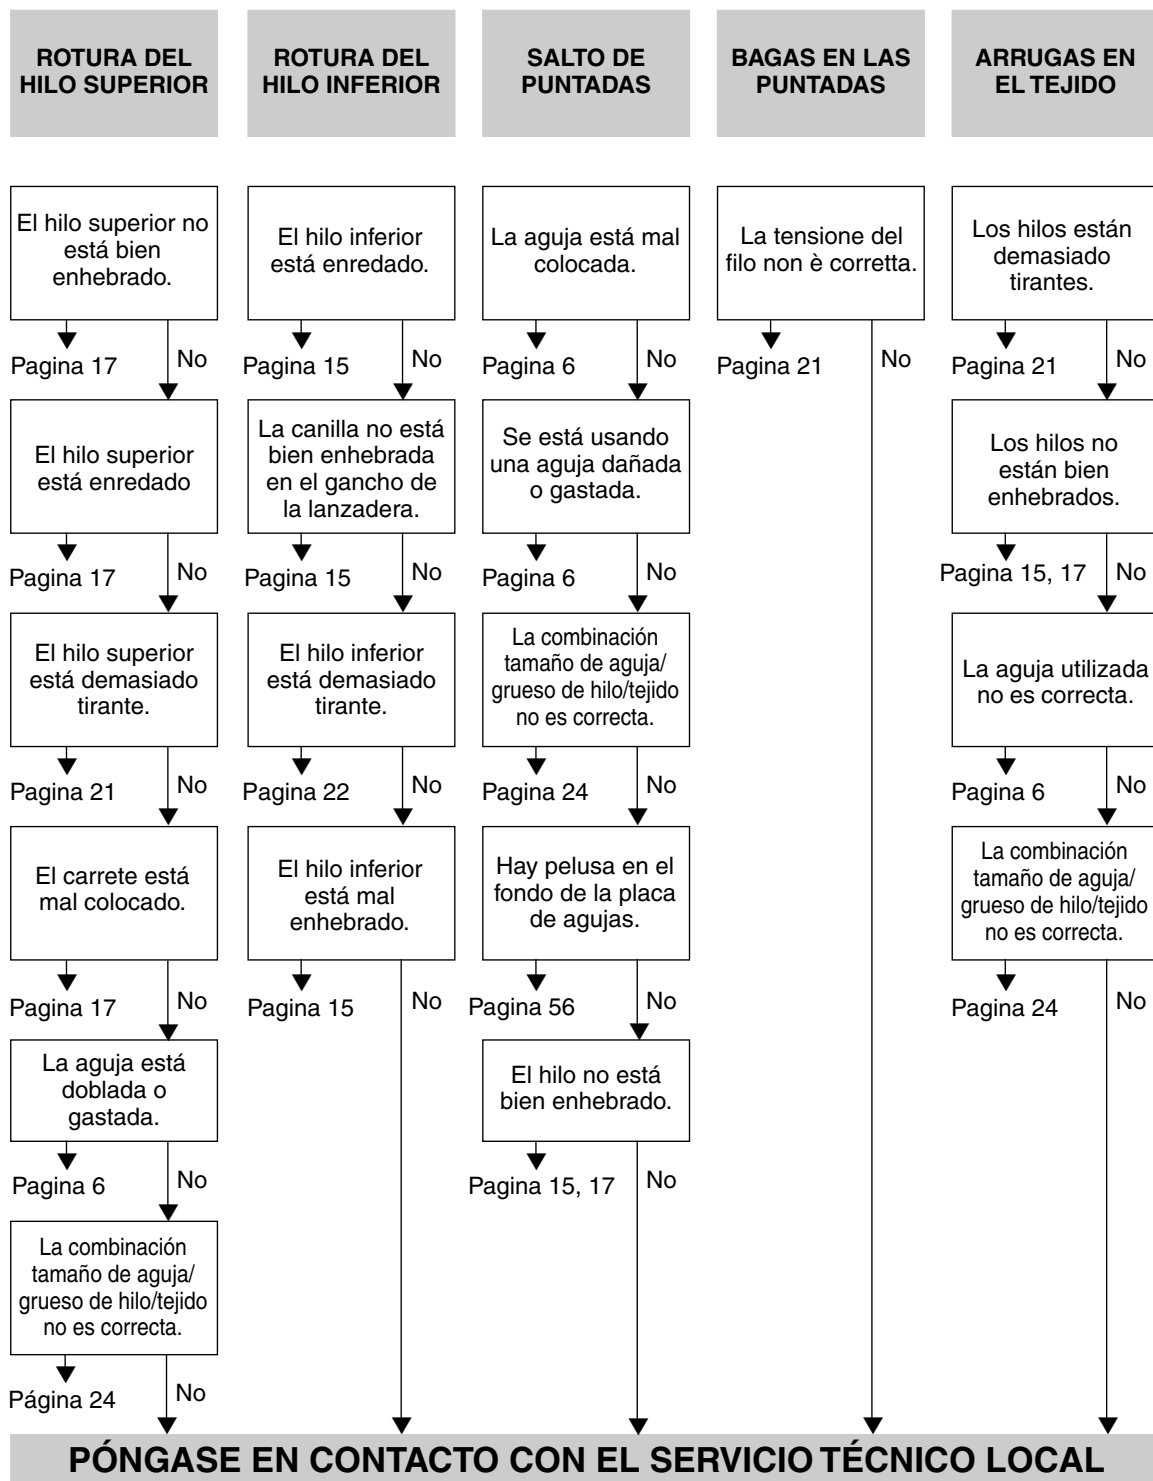 ROTURA DEL
HILO SUPERIOR
El hilo superior no
está bien
enhebrado.
Pagina 17
No
El hilo superior
está enredado
Pagina 17
No
El hilo superior
está demasiado
tirante.
Pagina 21
No
El carrete está
mal colocado.
Pagina 17
No
La aguja está
doblada o
gastada.
Pagina 6
No
La combinación
tamaño de aguja/
grueso de hilo/tejido
no es correcta.
Página 24
No
ROTURA DEL
HILO INFERIOR
El hilo inferior
está enredado.
Pagina 15
No
La canilla no está
bien enhebrada
en el gancho de
la lanzadera.
Pagina 15
No
El hilo inferior
está demasiado
tirante.
Pagina 22
No
El hilo inferior
está mal
enhebrado.
Pagina 15
No
SALTO DE
PUNTADAS
La aguja está mal
colocada.
Pagina 6
No
Se está usando
una aguja dañada
o gastada.
Pagina 6
No
La combinación
tamaño de aguja/
grueso de hilo/tejido
no es correcta.
Pagina 24
No
Hay pelusa en el
fondo de la placa
de agujas.
Pagina 56
No
El hilo no está
bien enhebrado.
Pagina 15, 17
No
BAGAS EN LAS
PUNTADAS
La tensione del
filo non è corretta.
Pagina 21
No
ARRUGAS EN
EL TEJIDO
Los hilos están
demasiado
tirantes.
Pagina 21
No
Los hilos no
están bien
enhebrados.
Pagina 15, 17
No
La aguja utilizada
no es correcta.
Pagina 6
No
La combinación
tamaño de aguja/
grueso de hilo/tejido
no es correcta.
Pagina 24
No
PÓNGASE EN CONTACTO CON EL SERVICIO TÉCNICO LOCAL